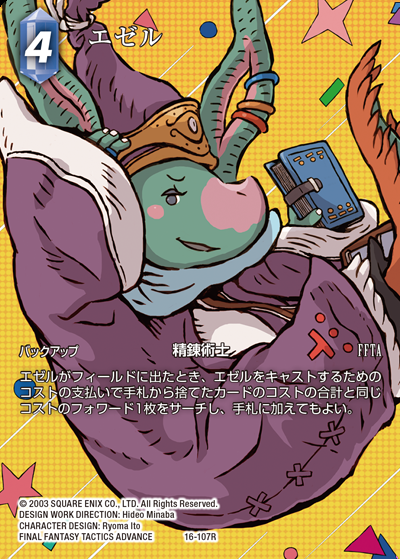 4
エゼル
バックアップ
精錬術士
FFTA
エゼルがフィールドに出たとき、エゼルをキャストするための
コストの支払いで手札から捨てたカードのコストの合計と同じ
コストのフォワード1枚をサーチし、手札に加えてもよい。
© 2003 SQUARE ENIX CO., LTD. All Rights Reserved.
DESIGN WORK DIRECTION: Hideo Minaba
CHARACTER DESIGN: Ryoma Ito
FINAL FANTASY TACTICS ADVANCE
16-107R